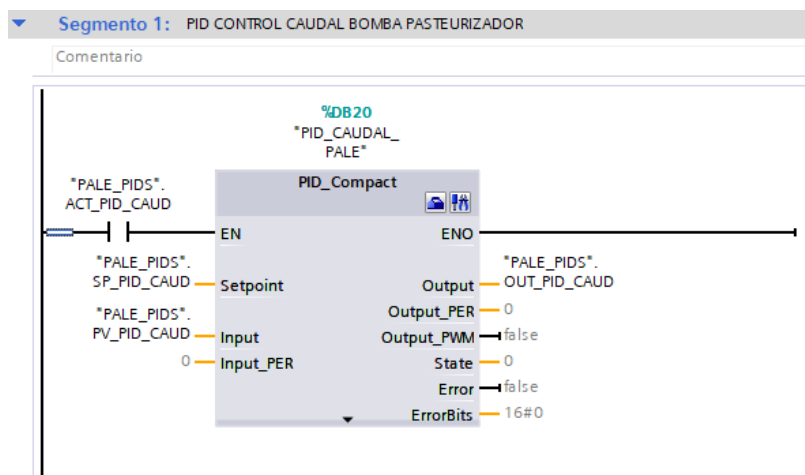 Segmento 1: PID CONTROL CAUDAL BOMBA PASTEURIZADOR
Comentario
%DB20
"PID_CAUDAL_
PALE"
PID_Compact
"PALE_PIDS".
ACT_PID_CAUD
EN
ENO
"PALE_PIDS".
SP_PID_CAUD
Setpoint
Output
"PALE_PIDS".
OUT_PID_CAUD
"PALE_PIDS".
PV_PID_CAUD
Input
Output_PER
0
Output_PWM
false
0
Input_PER
State
0
Error
false
ErrorBits
16#0